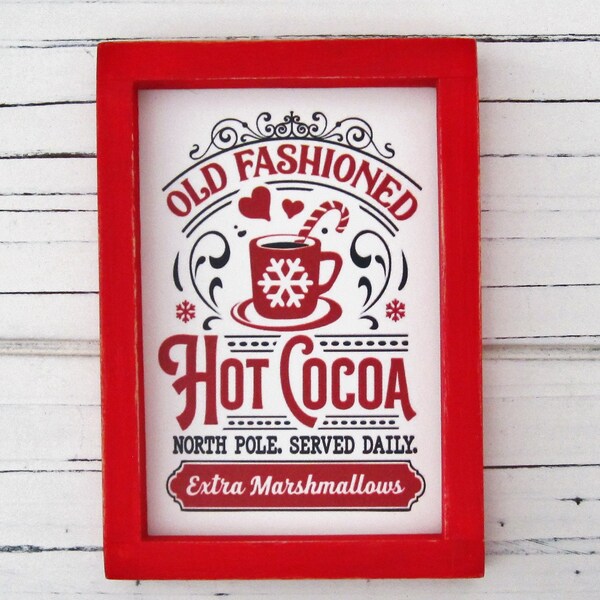 OLD FASHIONED
HOT COCOA
NORTH POLE. SERVED DAILY.
Extra Marshmallows